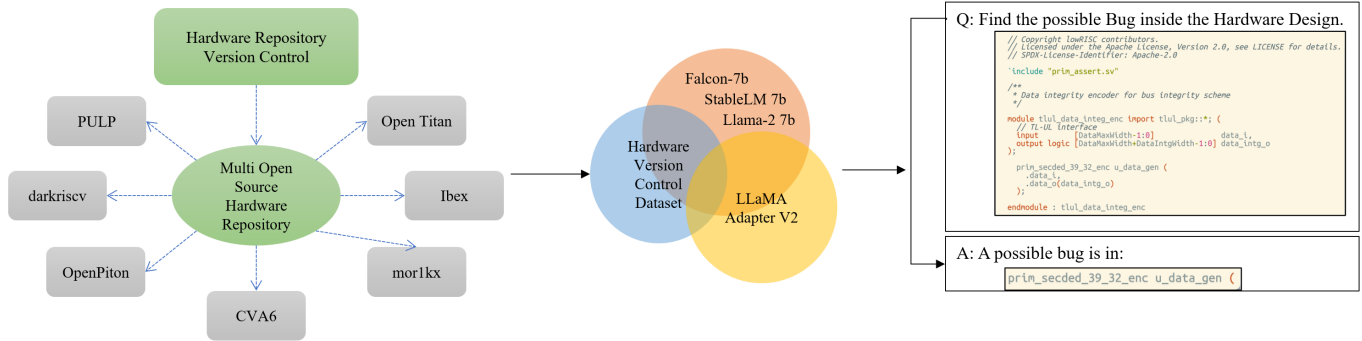 Hardware Repository
Version Control
PULP
Open Titan
darkriscv
Multi Open
Source
Hardware
Repository
Ibex
OpenPiton
mor1kx
CVA6
Falcon-7b
StableLM 7b
Llama-2 7b
Hardware
Version
Control
Dataset
LLaMA
Adapter V2
Q: Find the possible Bug inside the Hardware Design.
// Copyright lowRISC contributors.
// Licensed under the Apache License, Version 2.0, see LICENSE for details.
// SPDX-License-Identifier: Apache-2.0
`include "prim_assert.sv"
/**
* Data integrity encoder for bus integrity scheme
*/
module tlul_data_integ_enc import tlul_pkg::*; (
// TL-UL interface
input [DataMaxWidth-1:0] data_i,
output logic [DataMaxWidth+DataIntgWidth-1:0] data_intg_o
);
prim_secded_39_32_enc u_data_gen (
.data_i,
.data_o(data_intg_o)
);
endmodule : tlul_data_integ_enc
A: A possible bug is in:
prim_secded_39_32_enc u_data_gen (